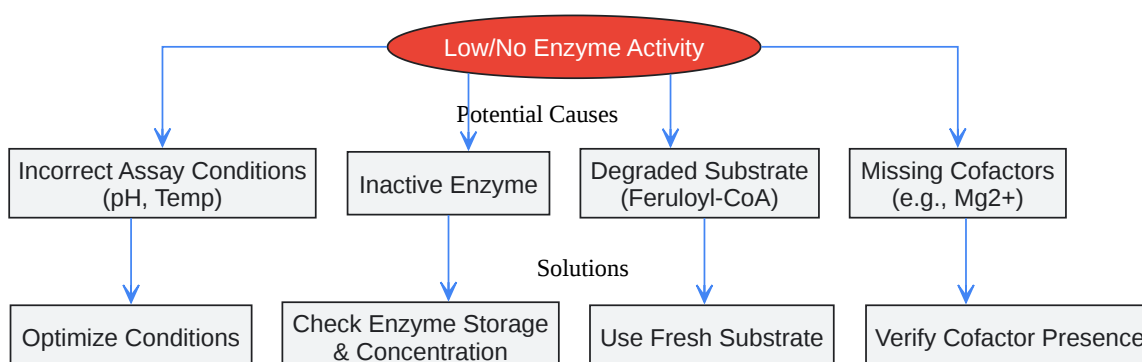 Low/No Enzyme Activity
Potential Causes
Incorrect Assay Conditions
(pH, Temp)
Inactive Enzyme
Degraded Substrate
(Feruloyl-CoA)
Missing Cofactors
(e.g., Mg2+)
Solutions
Optimize Conditions
Check Enzyme Storage
& Concentration
Use Fresh Substrate
Verify Cofactor Presence